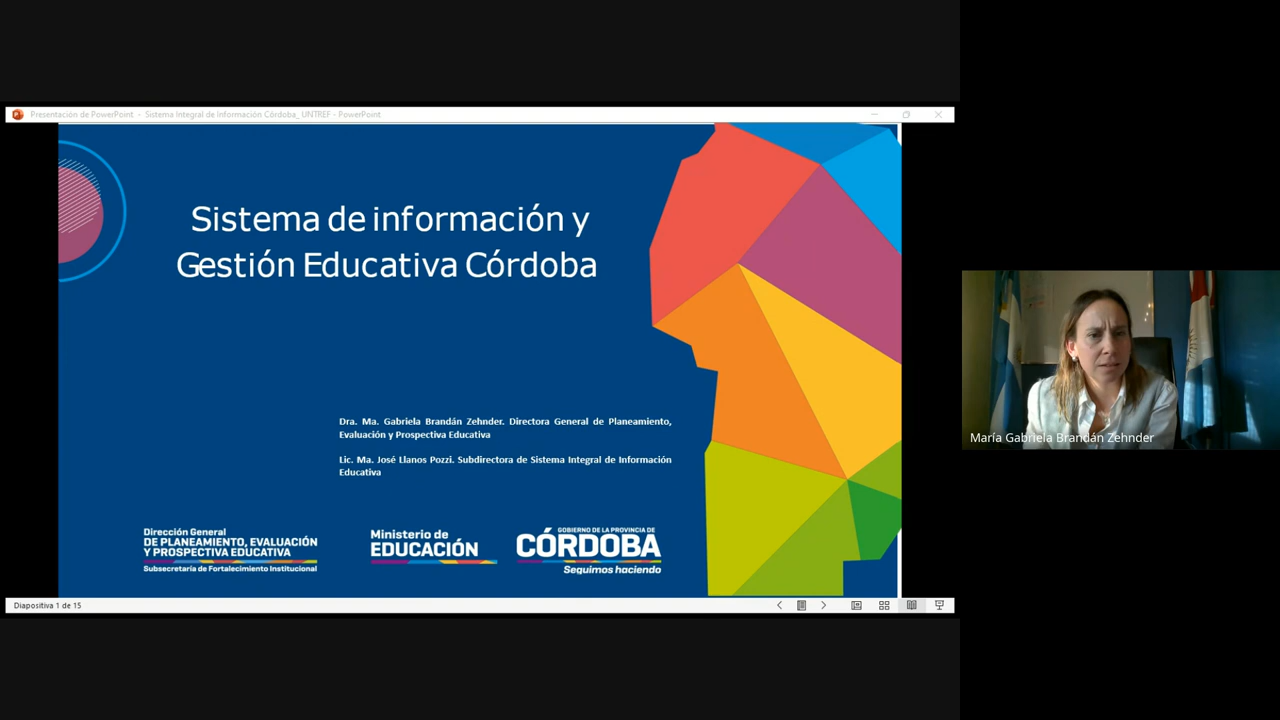 Presentación de PowerPoint - Sistema Integral de Información Córdoba_ UNTREF - PowerPoint
Sistema de información y
Gestión Educativa Córdoba
Dra. Ma. Gabriela Brandán Zehnder. Directora General de Planeamiento,
Evaluación y Prospectiva Educativa
Lic. Ma. José Llanos Pozzi. Subdirectora de Sistema Integral de Información
Educativa
Dirección General
DE PLANEAMIENTO, EVALUACIÓN
Y PROSPECTIVA EDUCATIVA
Subsecretaría de Fortalecimiento Institucional
Ministerio de
EDUCACIÓN
GOBIERNO DE LA PROVINCIA DE
CÓRDOBA
Seguimos haciendo
María Gabriela Brandán Zehnder
Diapositiva 1 de 15